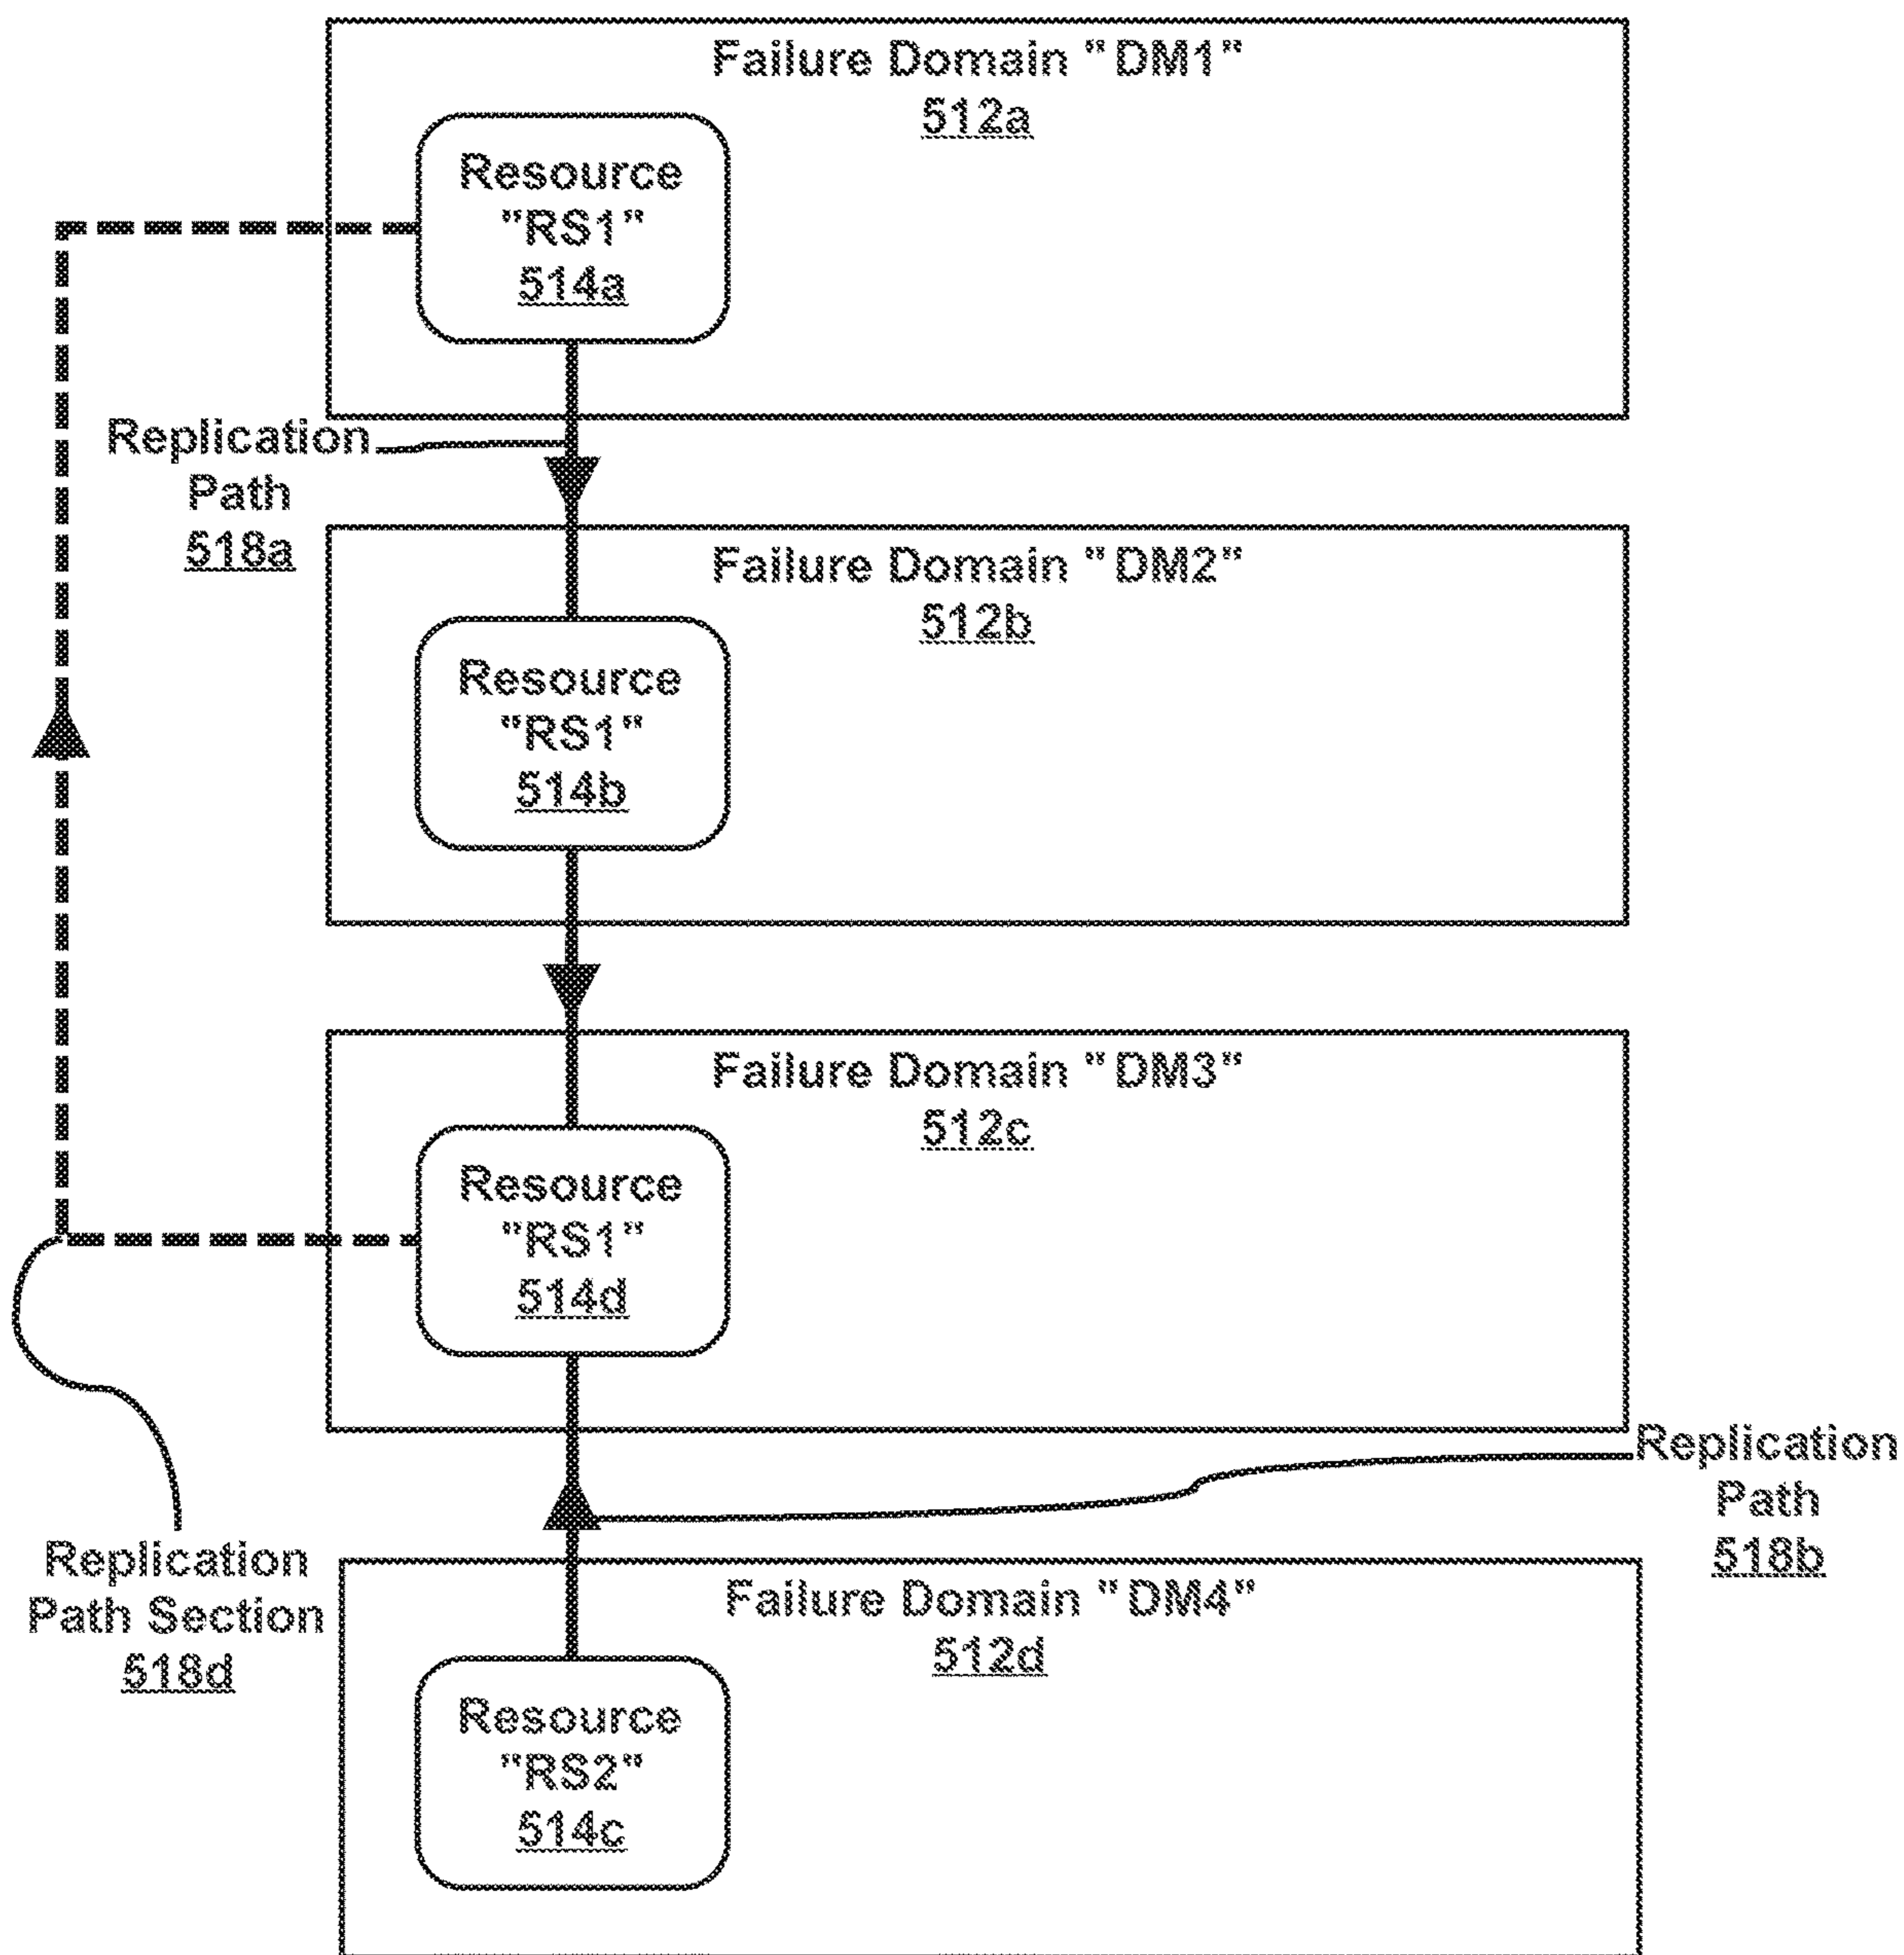 Failure Domain "DM1"
512a
Resource
"RS1"
514a
Replication
Path
518a
Failure Domain "DM2"
512b
Resource
"RS1"
514b
Failure Domain "DM3"
512c
Resource
"RS1"
514d
Replication
Path
518b
Replication
Path Section
518d
Failure Domain "DM4"
512d
Resource
"RS2"
514c